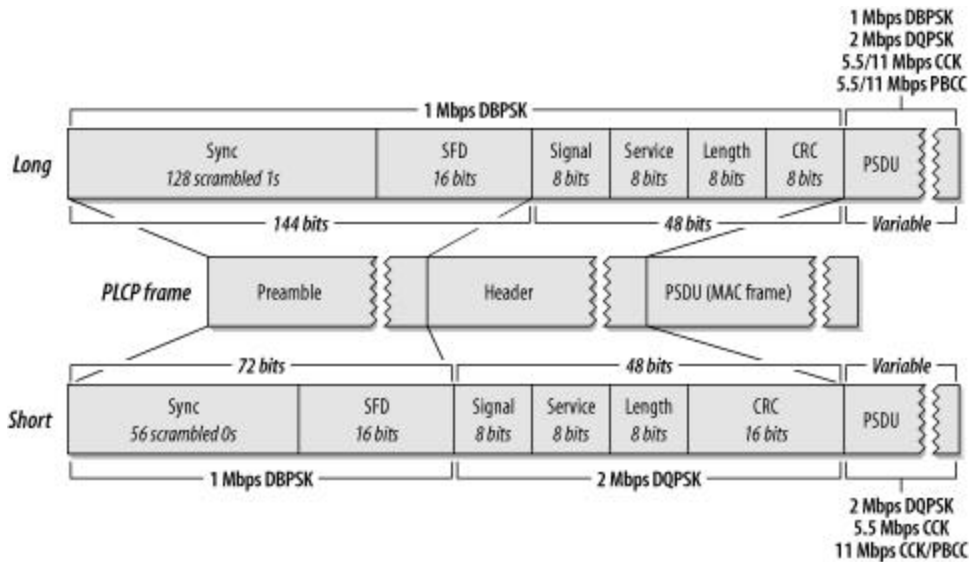 1 Mbps DBPSK
2 Mbps DQPSK
5.5/11 Mbps CCK
5.5/11 Mbps PBCC
1 Mbps DBPSK
Long
Sync
128 scrambled 1s
SFD
16 bits
Signal
8 bits
Service
8 bits
Length
8 bits
CRC
8 bits
PSDU
144 bits
48 bits
Variable
PLCP frame
Preamble
Header
PSDU (MAC frame)
72 bits
48 bits
Variable
Short
Sync
56 scrambled 0s
SFD
16 bits
Signal
8 bits
Service
8 bits
Length
8 bits
CRC
16 bits
PSDU
1 Mbps DBPSK
2 Mbps DQPSK
2 Mbps DQPSK
5.5 Mbps CCK
11 Mbps CCK/PBCC